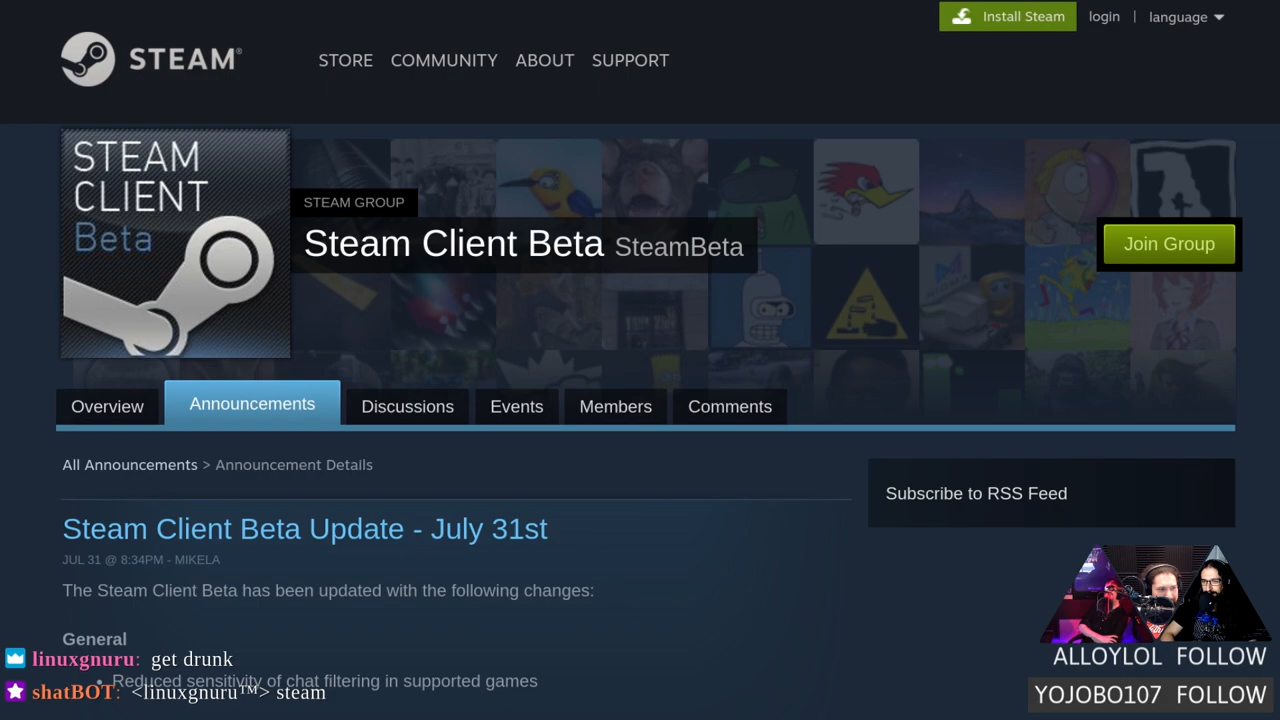 Install Steam login | language
STEAM®
STORE COMMUNITY ABOUT SUPPORT
STEAM
CLIENT
Beta
STEAM GROUP
Steam Client Beta SteamBeta
Join Group
Overview Announcements Discussions Events Members Comments
All Announcements > Announcement Details
Subscribe to RSS Feed
Steam Client Beta Update - July 31st
JUL 31 @ 8:34PM - MIKELA
The Steam Client Beta has been updated with the following changes:
General
linuxgnuru: get drunk
• Reduced sensitivity of chat filtering in supported games
shatBOT: <linuxgnuru™> steam
ALLOYLOL FOLLOW
YOJOBO107 FOLLOW